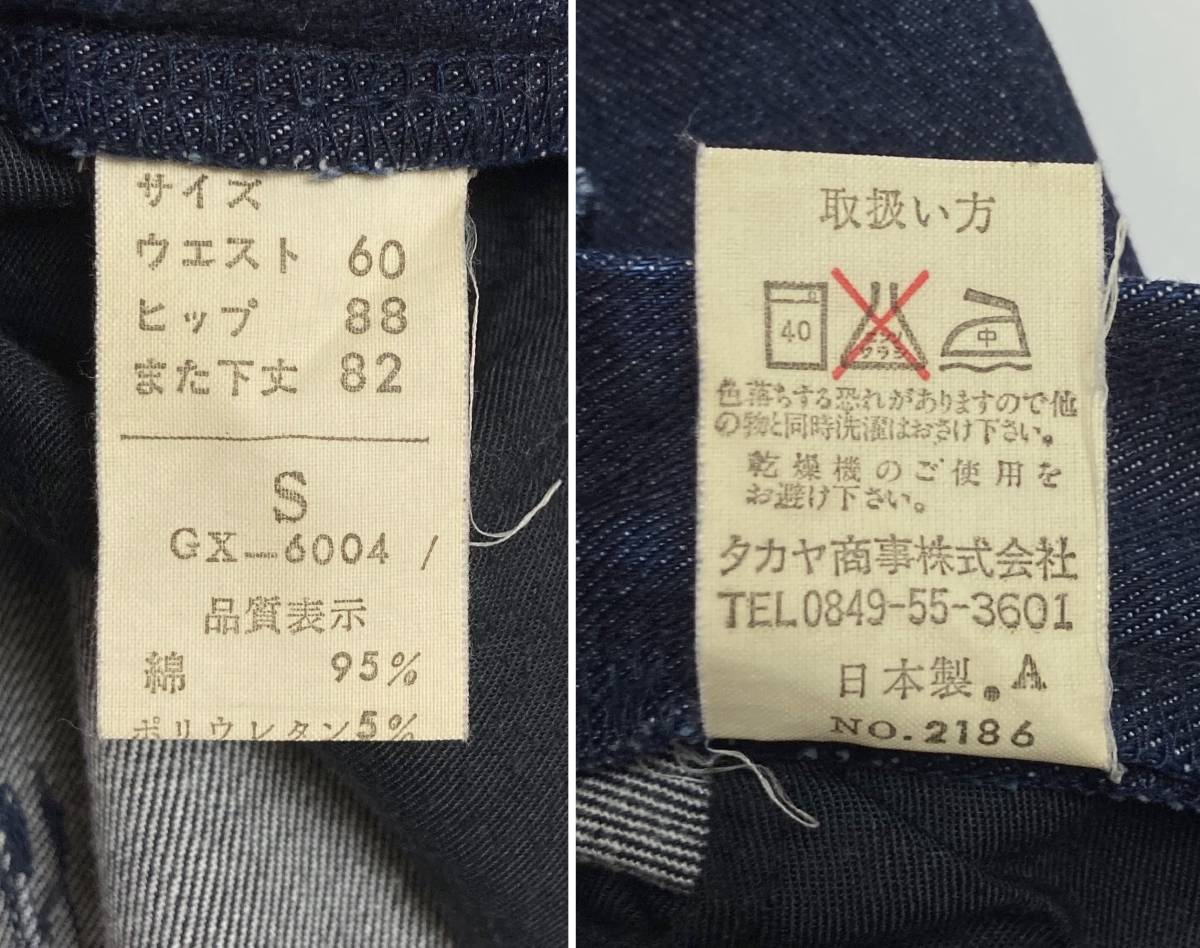 サイズ
ウエスト 60
ヒップ 88
また下丈 82
S
GX-6004 /
品質表示
綿 95%
ポリウレタン5%
取扱い方
40
中
色落ちする恐れがありますので他
の物と同時洗濯はおさけ下さい。
乾燥機のご使用を
お避け下さい。
タカヤ商事株式会社
TEL0849-55-3601
日本製.A
NO.2186